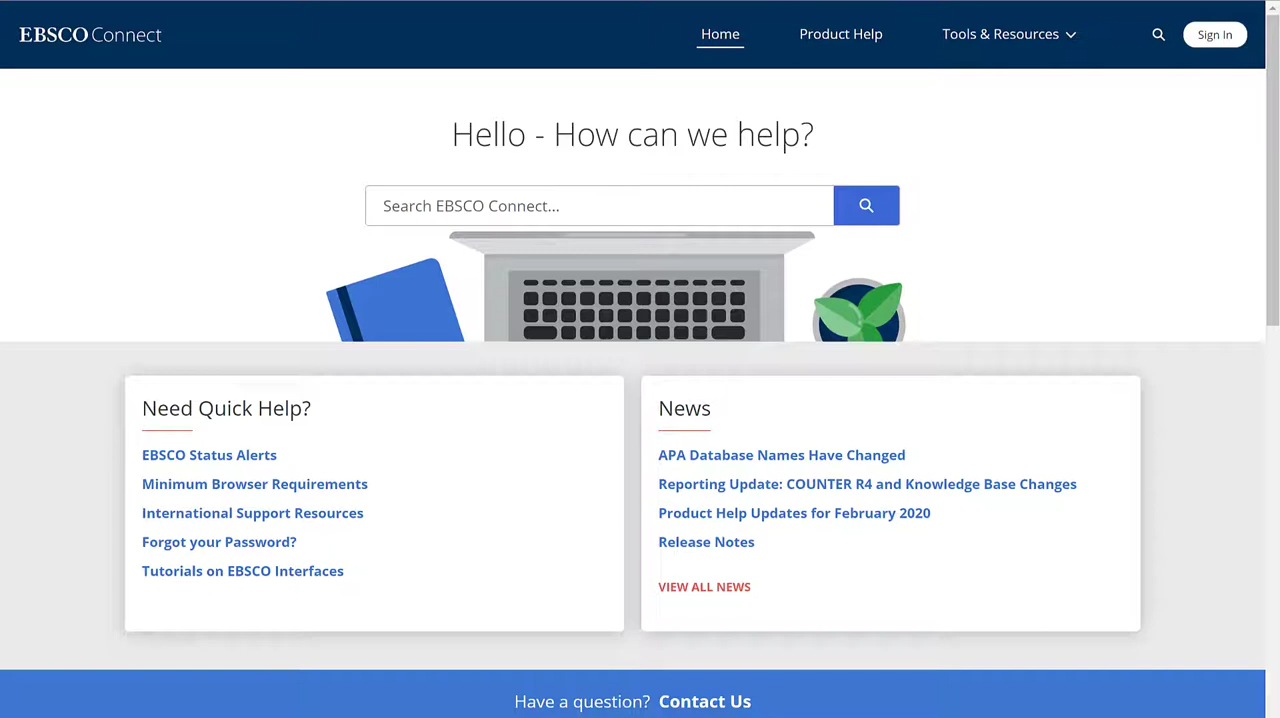 EBSCO Connect
Home
Product Help
Tools & Resources
Sign In
Hello - How can we help?
Search EBSCO Connect...
Need Quick Help?
EBSCO Status Alerts
Minimum Browser Requirements
International Support Resources
Forgot your Password?
Tutorials on EBSCO Interfaces
News
APA Database Names Have Changed
Reporting Update: COUNTER R4 and Knowledge Base Changes
Product Help Updates for February 2020
Release Notes
VIEW ALL NEWS
Have a question? Contact Us